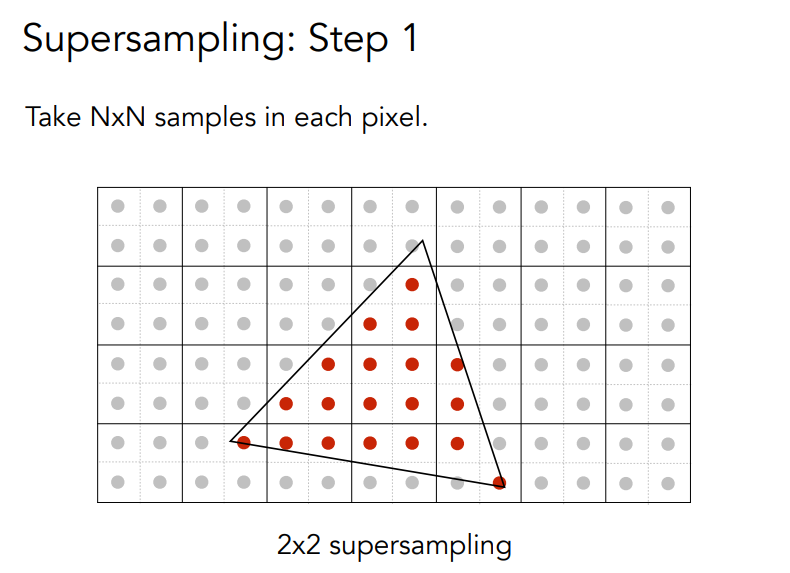 Supersampling: Step 1
Take NxN samples in each pixel.
2x2 supersampling